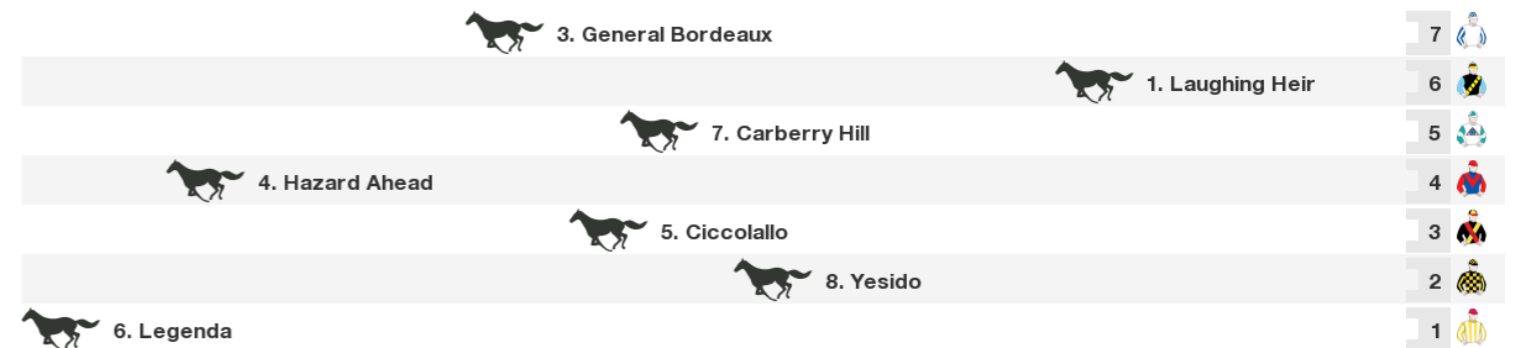 3. General Bordeaux 7
1. Laughing Heir 6
7. Carberry Hill 5
4. Hazard Ahead 4
5. Ciccolallo 3
8. Yesido 2
6. Legenda 1